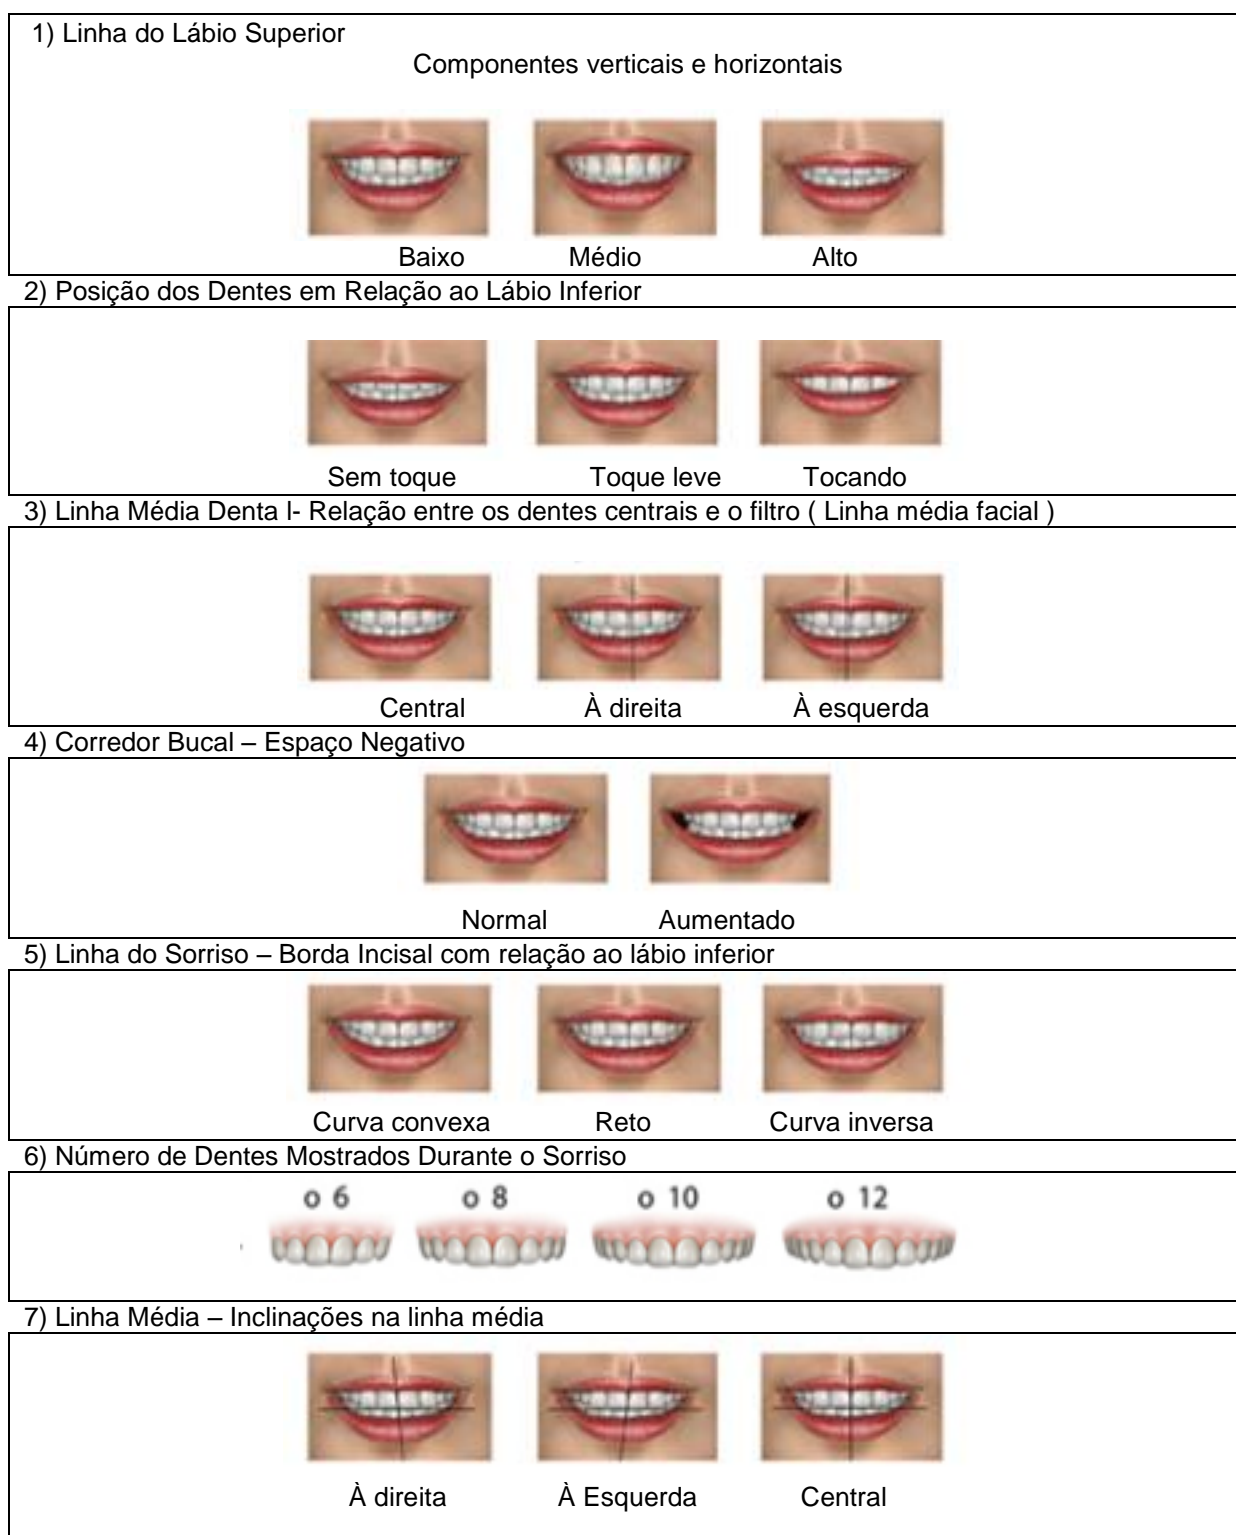 1) Linha do Lábio Superior
Componentes verticais e horizontais
Baixo Médio Alto
2) Posição dos Dentes em Relação ao Lábio Inferior
Sem toque Toque leve Tocando
3) Linha Média Denta l- Relação entre os dentes centrais e o filtro ( Linha média facial )
Central À direita À esquerda
4) Corredor Bucal – Espaço Negativo
Normal Aumentado
5) Linha do Sorriso – Borda Incisal com relação ao lábio inferior
Curva convexa Reto Curva inversa
6) Número de Dentes Mostrados Durante o Sorriso
o 6 o 8 o 10 o 12
7) Linha Média – Inclinações na linha média
À direita À Esquerda Central